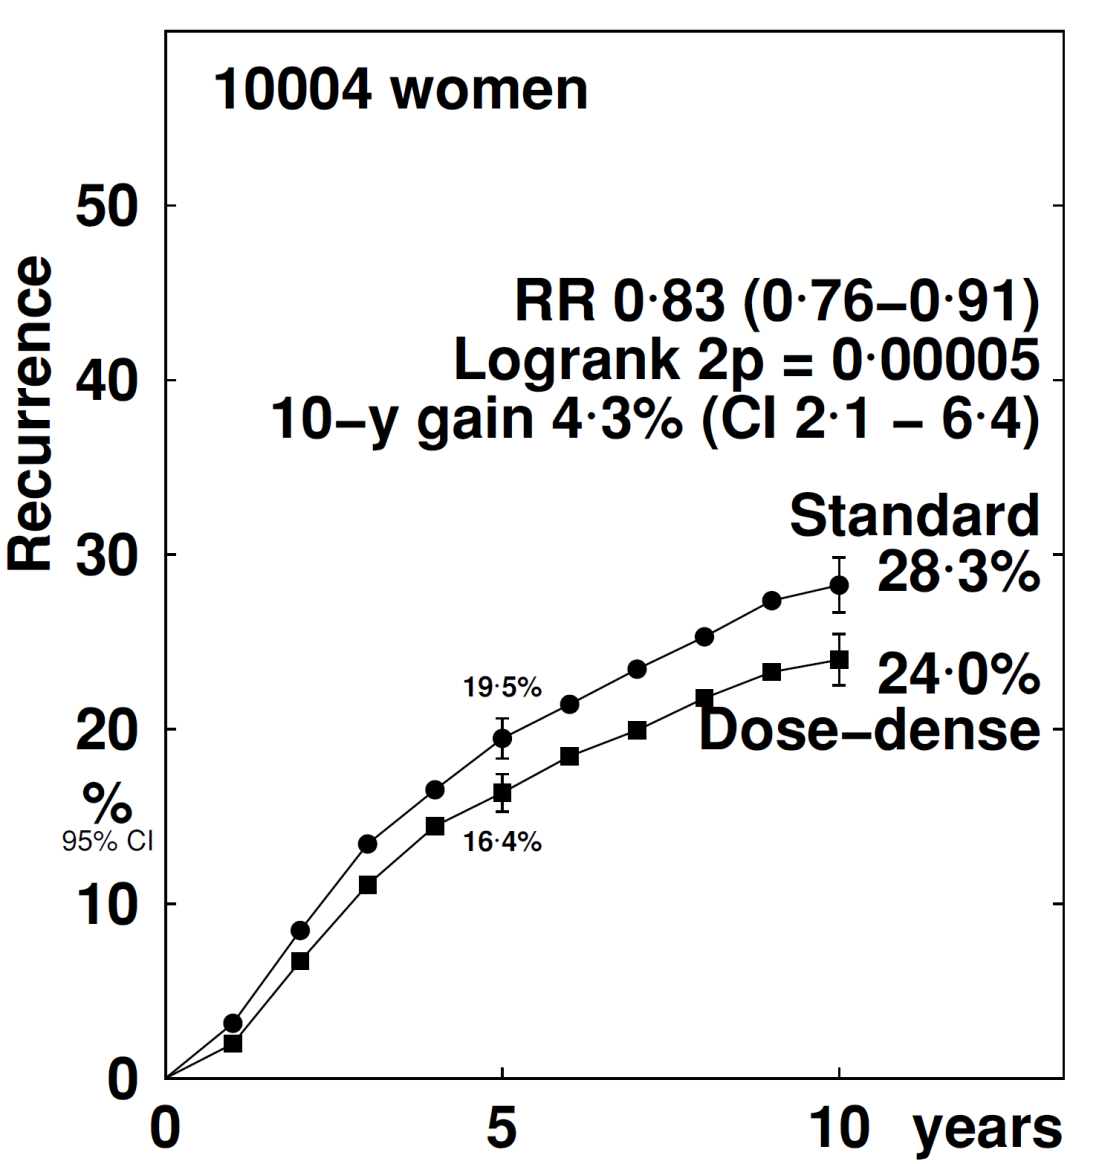 10004 women
50
Recurrence
RR 0·83 (0·76–0·91)
40
Logrank 2p = 0·00005
10–y gain 4·3% (CI 2·1 – 6·4)
Standard
30
28·3%
24·0%
19·5%
20
Dose–dense
%
95% CI
16·4%
10
0
0 5 10 years